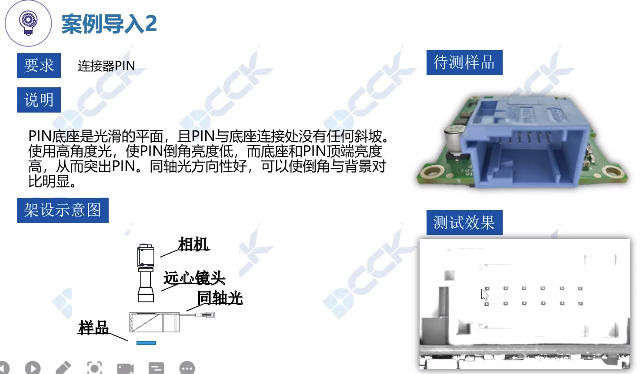 案例导入2
要求
连接器PIN
待测样品
说明
PIN底座是光滑的平面，且PIN与底座连接处没有任何斜坡。
使用高角度光，使PIN倒角亮度低，而底座和PIN顶端亮度
高，从而突出PIN。同轴光方向性好，可以使倒角与背景对
比明显。
架设示意图
测试效果
相机
远心镜头
同轴光
样品
DCCK
DCCK
DCCK
DCCK
DCCK
DCCK